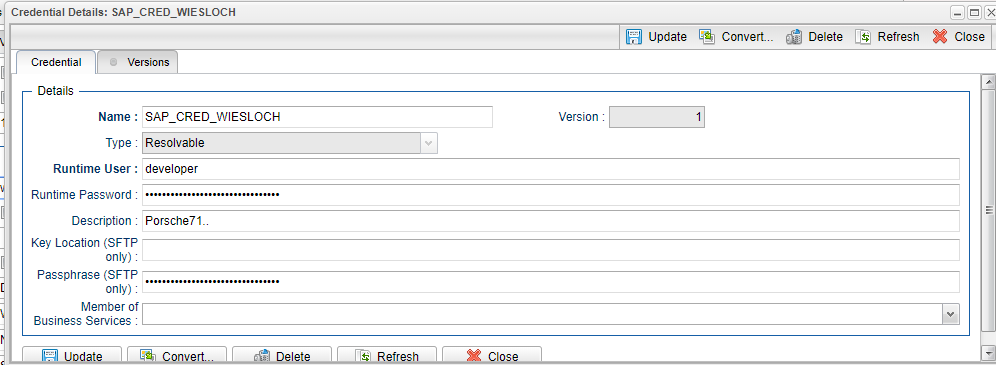 Credential Details: SAP_CRED_WIESLOCH
Update Convert... Delete Refresh Close
Credential Versions
Details
Name : SAP_CRED_WIESLOCH Version : 1
Type : Resolvable
Runtime User : developer
Runtime Password : ••••••••••••••••••••••••••••••••
Description : Porsche71..
Key Location (SFTP
only) :
Passphrase (SFTP
only) : ••••••••••••••••••••••••••••••••
Member of
Business Services :
Update Convert... Delete Refresh Close